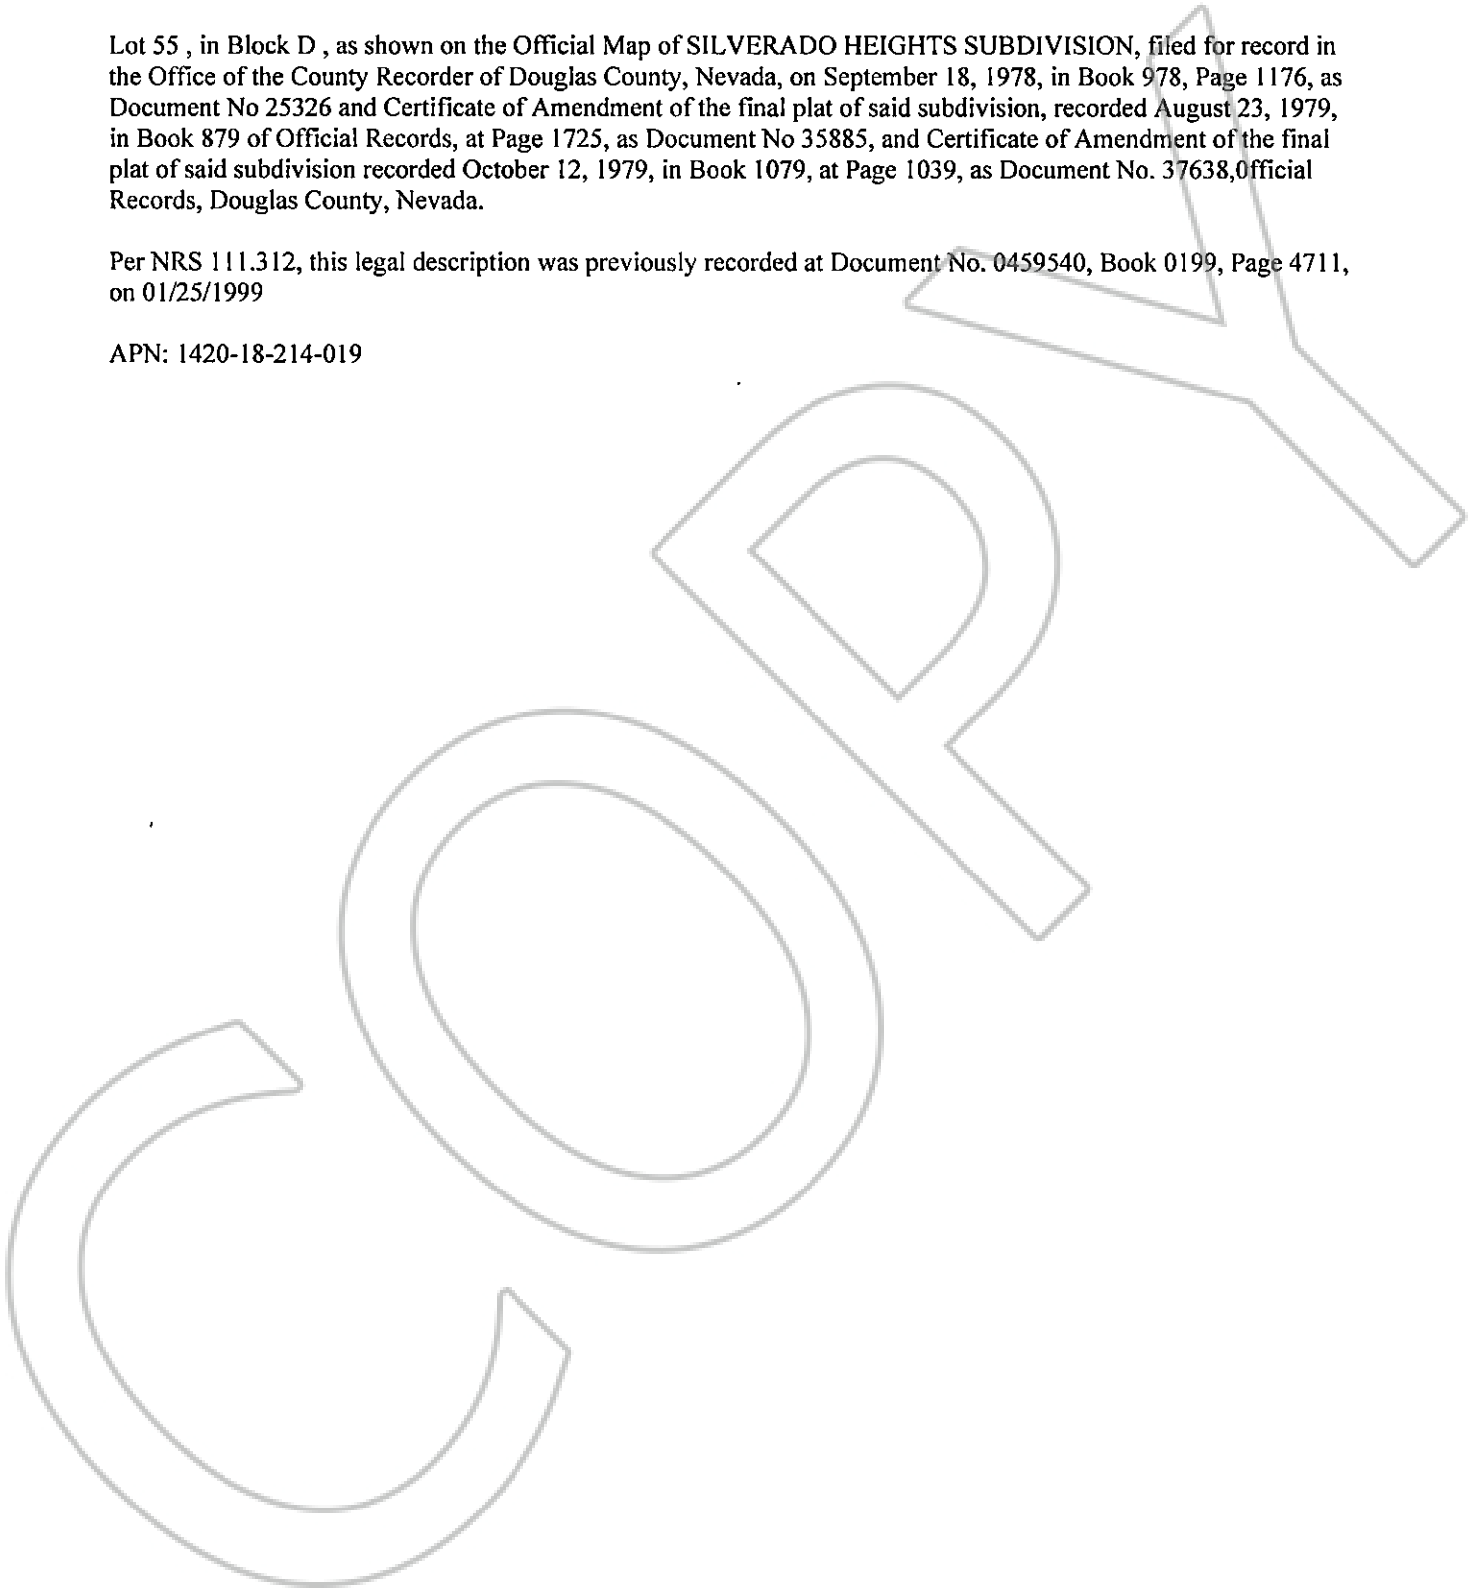 Lot 55 , in Block D , as shown on the Official Map of SILVERADO HEIGHTS SUBDIVISION, filed for record in
the Office of the County Recorder of Douglas County, Nevada, on September 18, 1978, in Book 978, Page 1176, as
Document No 25326 and Certificate of Amendment of the final plat of said subdivision, recorded August 23, 1979,
in Book 879 of Official Records, at Page 1725, as Document No 35885, and Certificate of Amendment of the final
plat of said subdivision recorded October 12, 1979, in Book 1079, at Page 1039, as Document No. 37638,0fficial
Records, Douglas County, Nevada.
Per NRS 111.312, this legal description was previously recorded at Document No. 0459540, Book 0199, Page 4711,
on 01/25/1999
APN: 1420-18-214-019
COPY